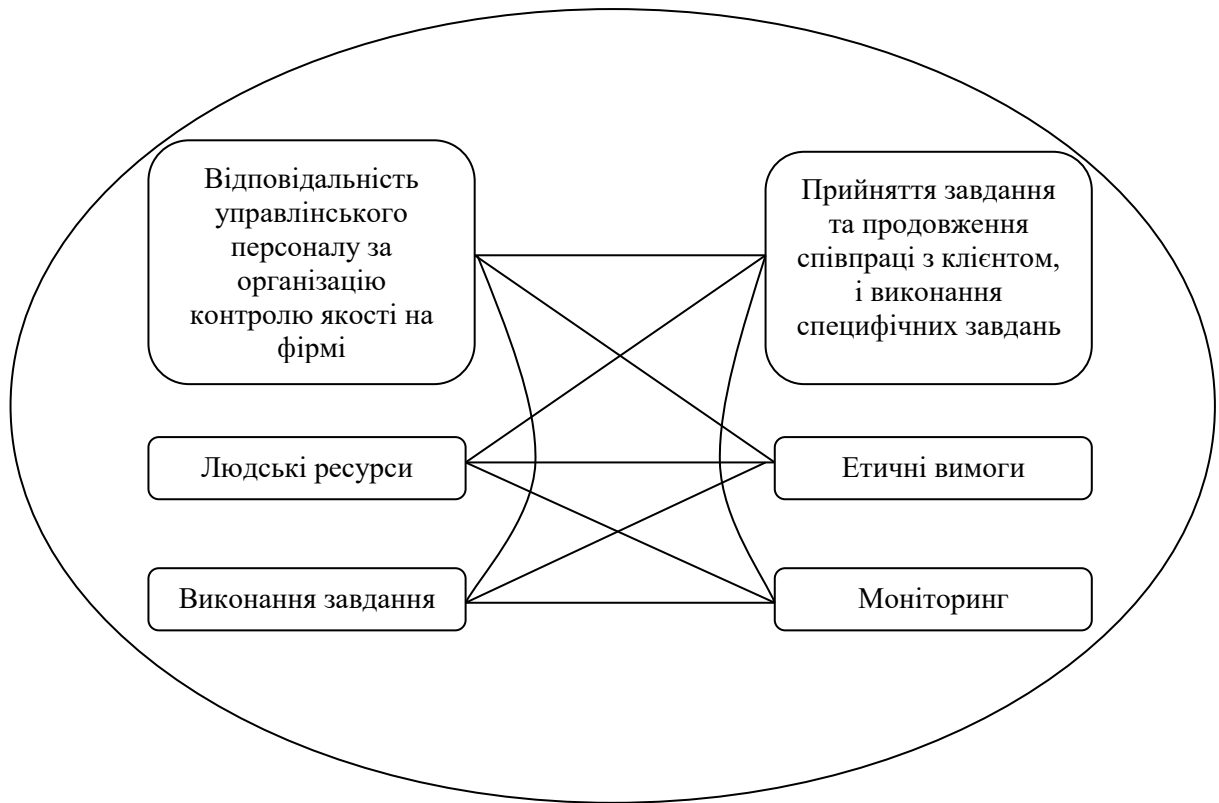 Відповідальність
управлінського
персоналу за
організацію
контролю якості на
фірмі
Прийняття завдання
та продовження
співпраці з клієнтом,
і виконання
специфічних завдань
Людські ресурси
Етичні вимоги
Виконання завдання
Моніторинг